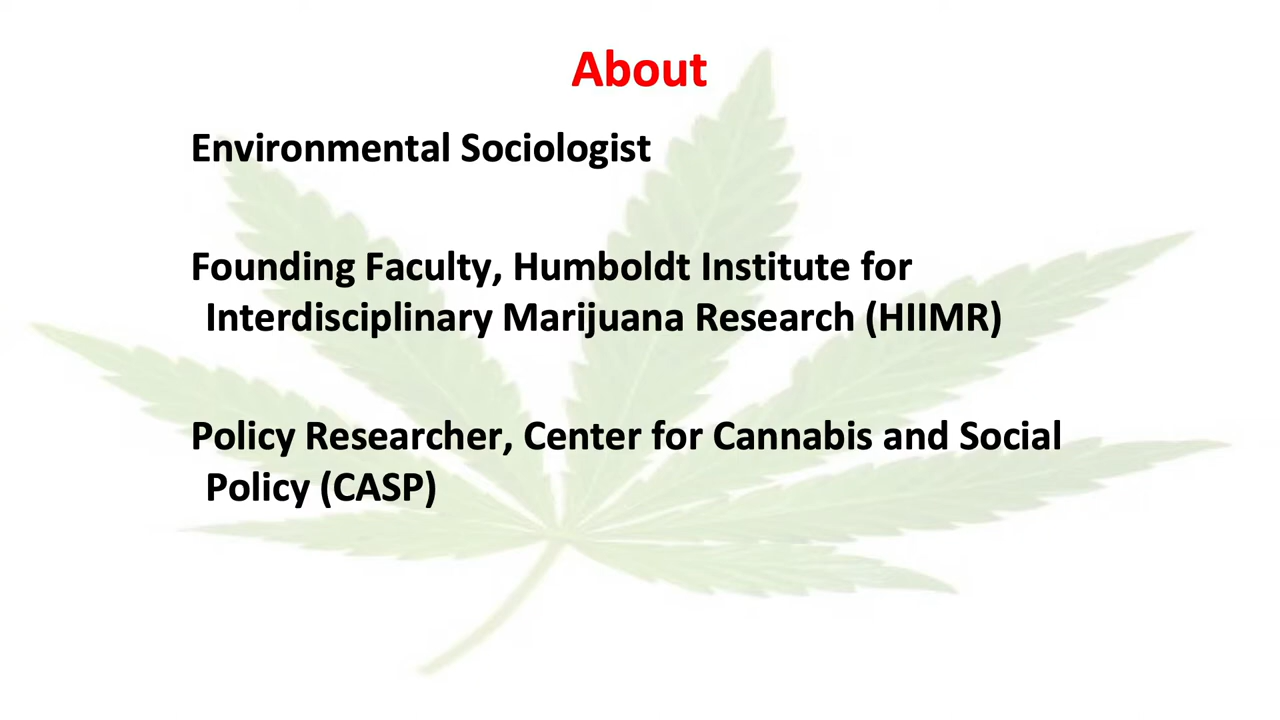 About
Environmental Sociologist
Founding Faculty, Humboldt Institute for
Interdisciplinary Marijuana Research (HIIMR)
Policy Researcher, Center for Cannabis and Social
Policy (CASP)